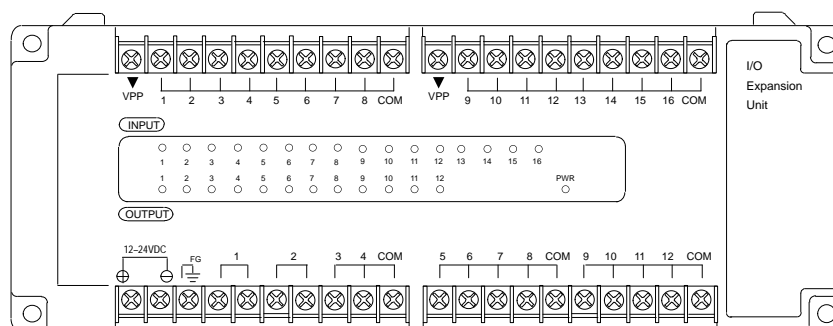 VPP 1 2 3 4 5 6 7 8 COM VPP 9 10 11 12 13 14 15 16 COM
I/O
Expansion
Unit
INPUT
1 2 3 4 5 6 7 8 9 10 11 12 13 14 15 16
1 2 3 4 5 6 7 8 9 10 11 12 PWR
OUTPUT
12-24VDC FG 1 2 3 4 COM 5 6 7 8 COM 9 10 11 12 COM